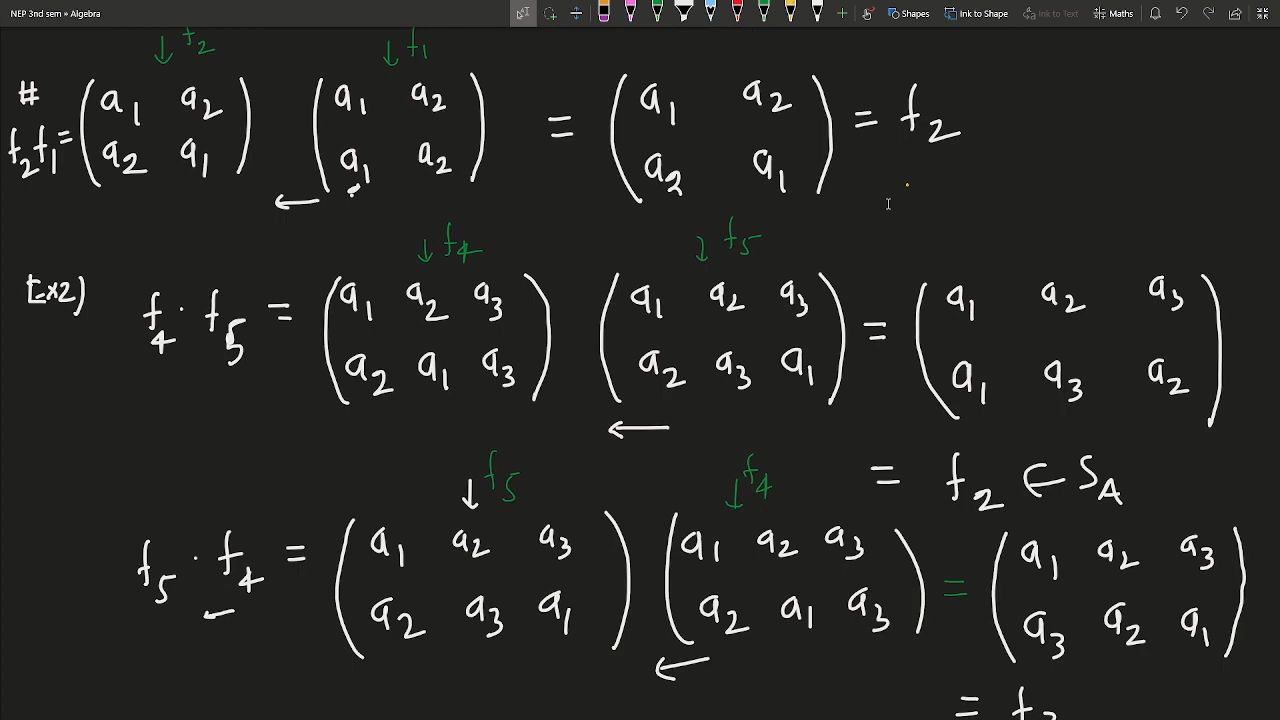 NEP 3nd sem » Algebra Shapes Ink to Shape Ink to Text Maths
↓ f₂ ↓ f₁
# f₂f₁ = (a₁ a₂ / a₂ a₁) (a₁ a₂ / a₁ a₂) = (a₁ a₂ / a₂ a₁) = f₂
←
↓ f₄ ↓ f₅
Ex2) f₄ · f₅ = (a₁ a₂ a₃ / a₂ a₁ a₃) (a₁ a₂ a₃ / a₂ a₃ a₁) = (a₁ a₂ a₃ / a₁ a₃ a₂)
←
= f₂ ∈ S_A
↓ f₅ ↓ f₄
f₅ · f₄ = (a₁ a₂ a₃ / a₂ a₃ a₁) (a₁ a₂ a₃ / a₂ a₁ a₃) = (a₁ a₂ a₃ / a₃ a₂ a₁)
← ←